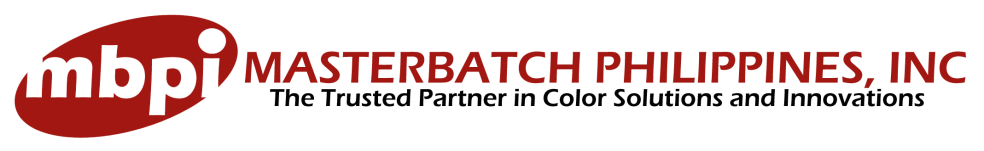 mbpi
MASTERBATCH PHILIPPINES, INC
The Trusted Partner in Color Solutions and Innovations